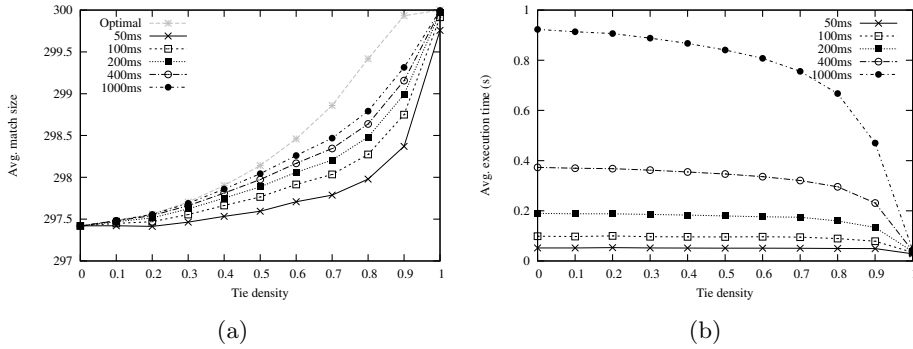 300
299.5
299
298.5
298
297.5
297
Avg. match size
Optimal
50ms
100ms
200ms
400ms
1000ms
0 0.1 0.2 0.3 0.4 0.5 0.6 0.7 0.8 0.9 1
Tie density
(a)
1
0.8
0.6
0.4
0.2
0
Avg. execution time (s)
50ms
100ms
200ms
400ms
1000ms
0 0.1 0.2 0.3 0.4 0.5 0.6 0.7 0.8 0.9 1
Tie density
(b)